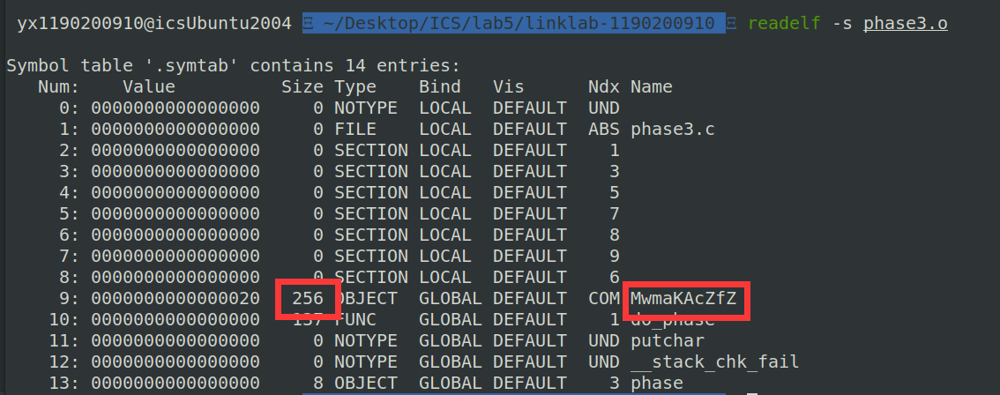 yx1190200910@icsUbuntu2004 ~/Desktop/ICS/lab5/linklab-1190200910 readelf -s phase3.o
Symbol table '.symtab' contains 14 entries:
Num: Value Size Type Bind Vis Ndx Name
0: 0000000000000000 0 NOTYPE LOCAL DEFAULT UND
1: 0000000000000000 0 FILE LOCAL DEFAULT ABS phase3.c
2: 0000000000000000 0 SECTION LOCAL DEFAULT 1
3: 0000000000000000 0 SECTION LOCAL DEFAULT 3
4: 0000000000000000 0 SECTION LOCAL DEFAULT 5
5: 0000000000000000 0 SECTION LOCAL DEFAULT 7
6: 0000000000000000 0 SECTION LOCAL DEFAULT 8
7: 0000000000000000 0 SECTION LOCAL DEFAULT 9
8: 0000000000000000 0 SECTION LOCAL DEFAULT 6
9: 0000000000000020 256 OBJECT GLOBAL DEFAULT COM MwmaKAcZfZ
10: 0000000000000000 137 FUNC GLOBAL DEFAULT 1 do_phase
11: 0000000000000000 0 NOTYPE GLOBAL DEFAULT UND putchar
12: 0000000000000000 0 NOTYPE GLOBAL DEFAULT UND __stack_chk_fail
13: 0000000000000000 8 OBJECT GLOBAL DEFAULT 3 phase